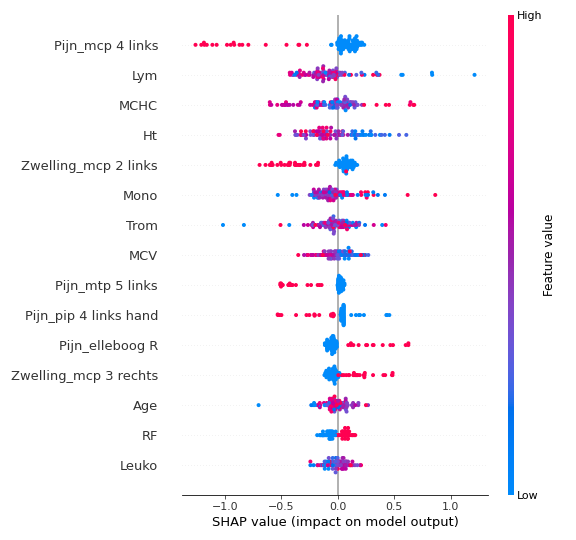 High
Pijn_mcp 4 links
Lym
MCHC
Ht
Zwelling_mcp 2 links
Mono
Trom
MCV
Pijn_mtp 5 links
Pijn_pip 4 links hand
Pijn_elleboog R
Zwelling_mcp 3 rechts
Age
RF
Leuko
Feature value
Low
−1.0 −0.5 0.0 0.5 1.0
SHAP value (impact on model output)